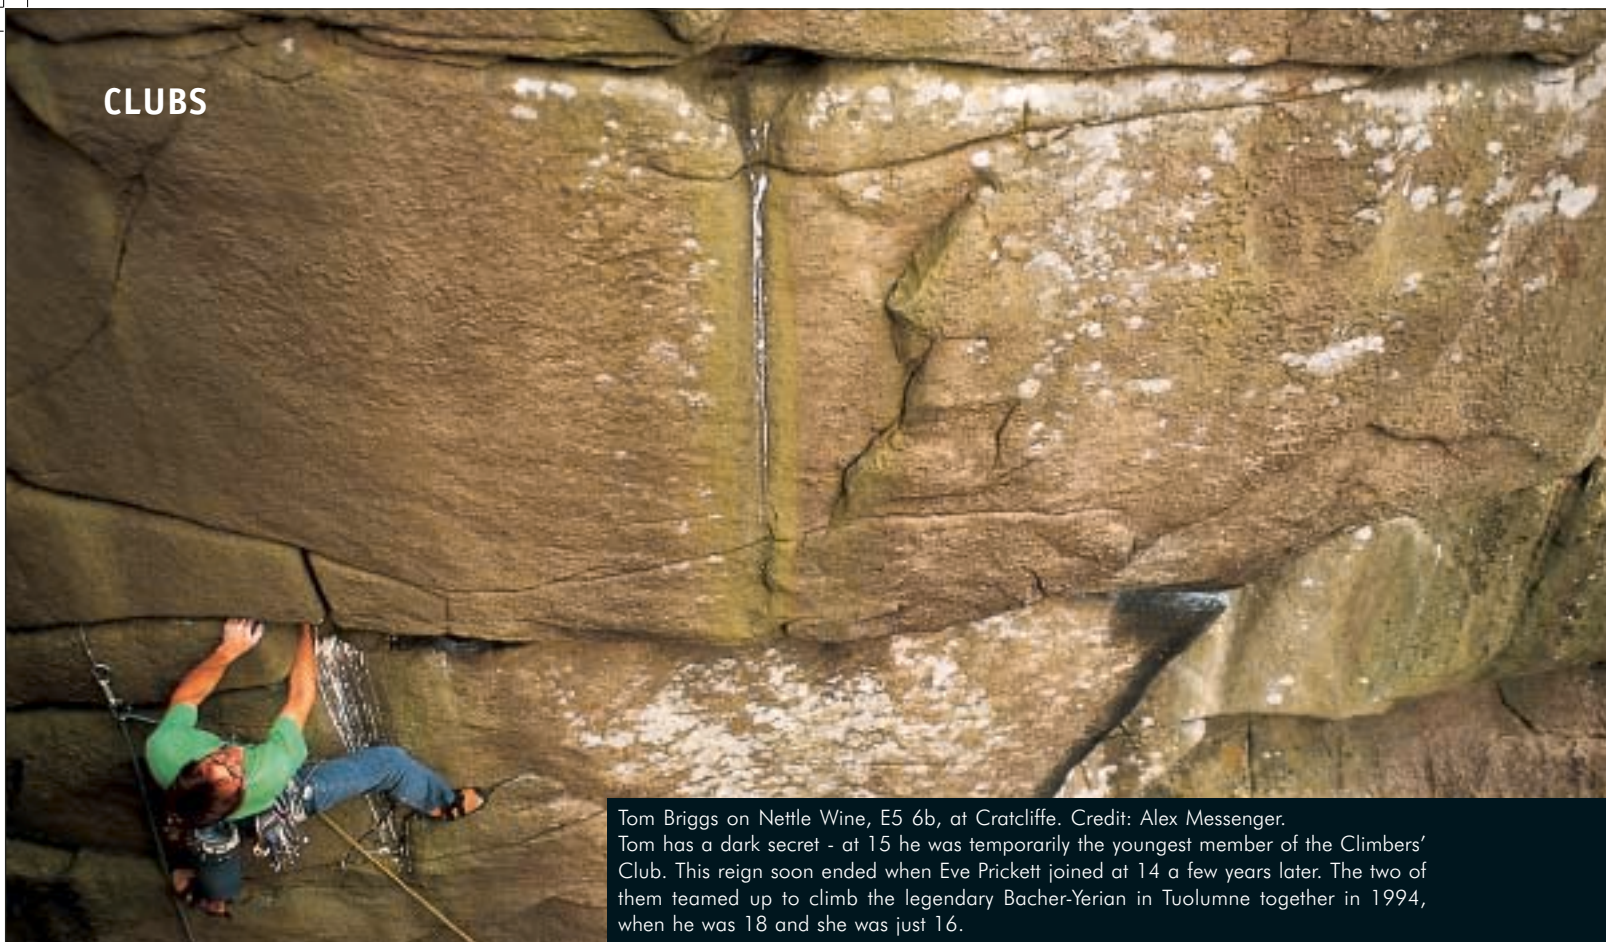 CLUBS
Tom Briggs on Nettle Wine, E5 6b, at Cratcliffe. Credit: Alex Messenger.
Tom has a dark secret - at 15 he was temporarily the youngest member of the Climbers’
Club. This reign soon ended when Eve Prickett joined at 14 a few years later. The two of
them teamed up to climb the legendary Bacher-Yerian in Tuolumne together in 1994,
when he was 18 and she was just 16.